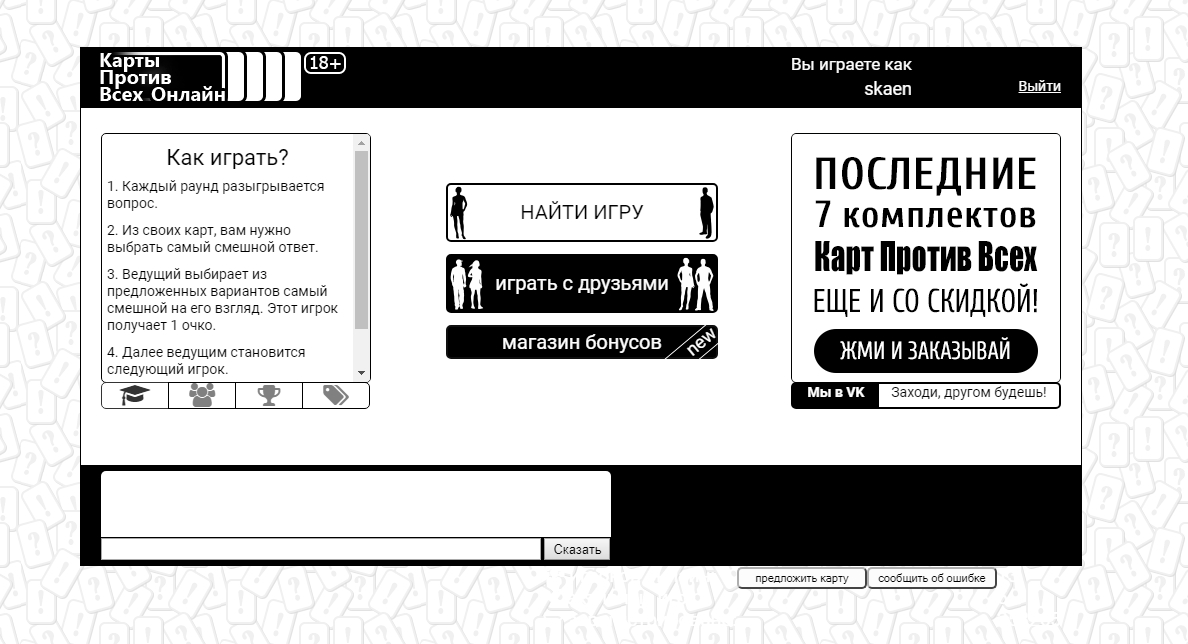 Карты
Против
Всех Онлайн
18+
Вы играете как
skaen
Выйти
Как играть?
1. Каждый раунд разыгрывается
вопрос.
2. Из своих карт, вам нужно
выбрать самый смешной ответ.
3. Ведущий выбирает из
предложенных вариантов самый
смешной на его взгляд. Этот игрок
получает 1 очко.
4. Далее ведущим становится
следующий игрок.
НАЙТИ ИГРУ
играть с друзьями
магазин бонусов
new
ПОСЛЕДНИЕ
7 комплектов
Карт Против Всех
ЕЩЕ И СО СКИДКОЙ!
ЖМИ И ЗАКАЗЫВАЙ
Мы в VK
Заходи, другом будешь!
Сказать
предложить карту
сообщить об ошибке